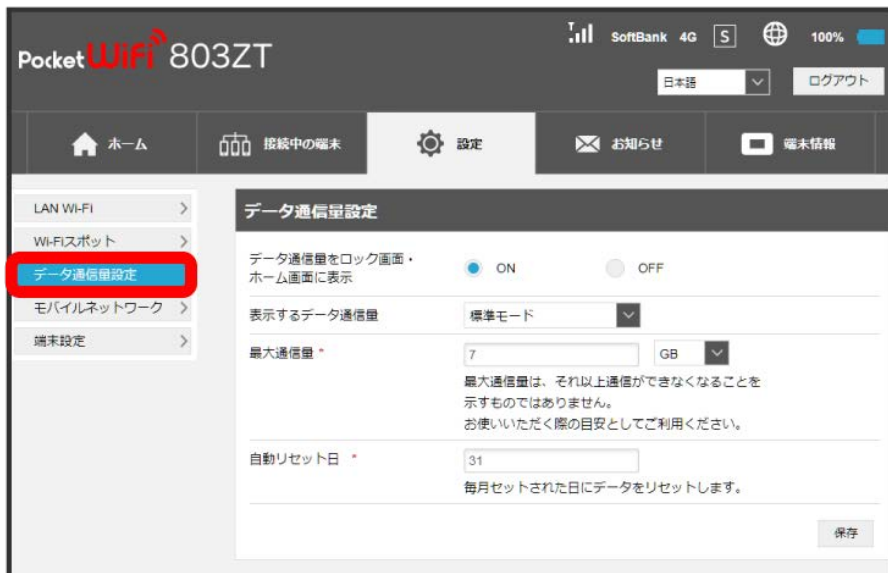 Pocket WiFi 803ZT
SoftBank 4G S 100%
日本語 ログアウト
ホーム 接続中の端末 設定 お知らせ 端末情報
LAN Wi-Fi
Wi-Fiスポット
データ通信量設定
モバイルネットワーク
端末設定
データ通信量設定
データ通信量をロック画面・
ホーム画面に表示
ON OFF
表示するデータ通信量 標準モード
最大通信量 * 7 GB
最大通信量は、それ以上通信ができなくなることを
示すものではありません。
お使いいただく際の目安としてご利用ください。
自動リセット日 * 31
毎月セットされた日にデータをリセットします。
保存